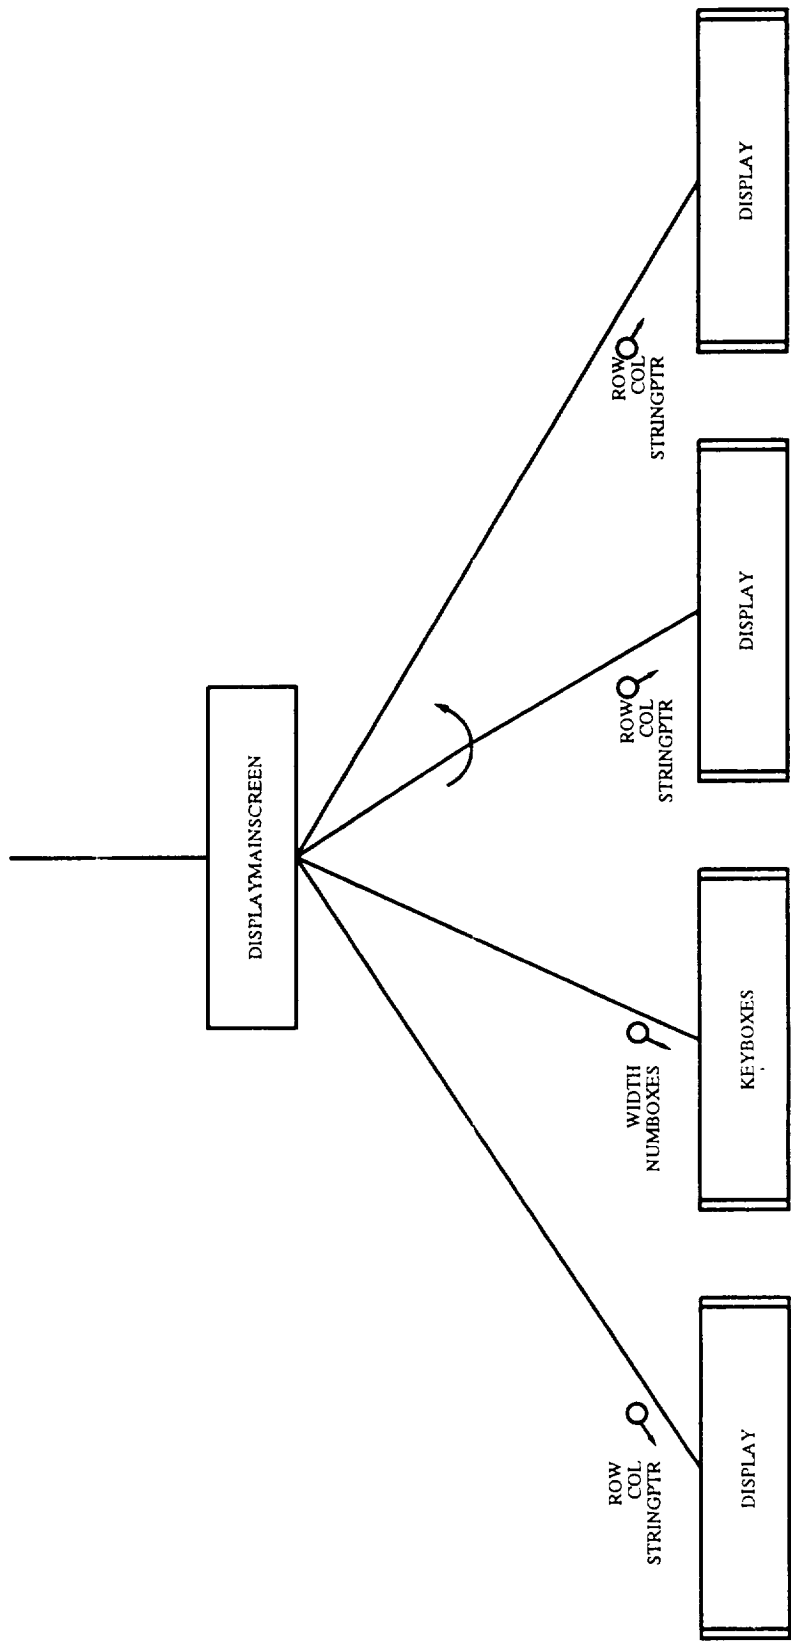 DISPLAYMAINSCREEN
ROW
COL
STRINGPTR
WIDTH
NUMBOXES
ROW
COL
STRINGPTR
ROW
COL
STRINGPTR
DISPLAY
KEYBOXES
DISPLAY
DISPLAY